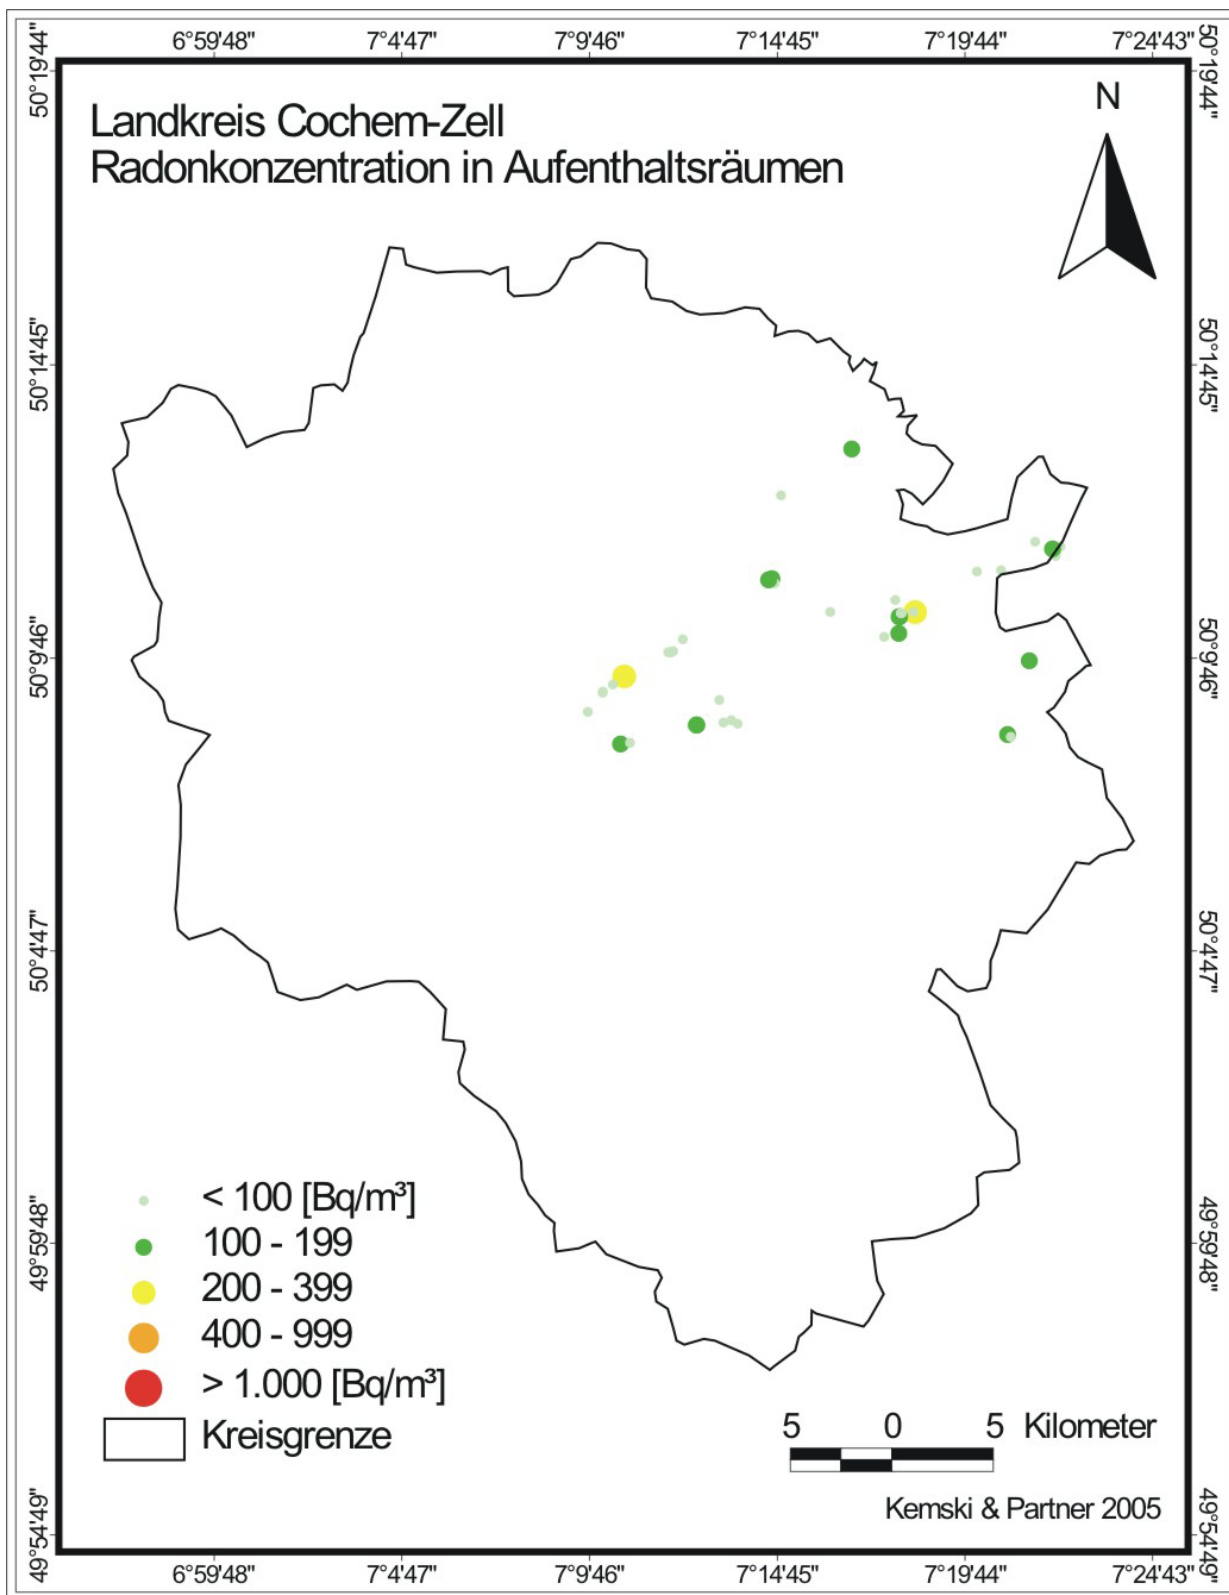 6°59'48" 7°4'47" 7°9'46" 7°14'45" 7°19'44" 7°24'43"
50°19'44" 50°19'44"
N
Landkreis Cochem-Zell
Radonkonzentration in Aufenthaltsräumen
50°14'45" 50°14'45"
50°9'46" 50°9'46"
50°4'47" 50°4'47"
< 100 [Bq/m³]
100 - 199
200 - 399
400 - 999
> 1.000 [Bq/m³]
Kreisgrenze
49°59'48" 49°59'48"
5 0 5 Kilometer
Kemski & Partner 2005
49°54'49" 49°54'49"
6°59'48" 7°4'47" 7°9'46" 7°14'45" 7°19'44" 7°24'43"